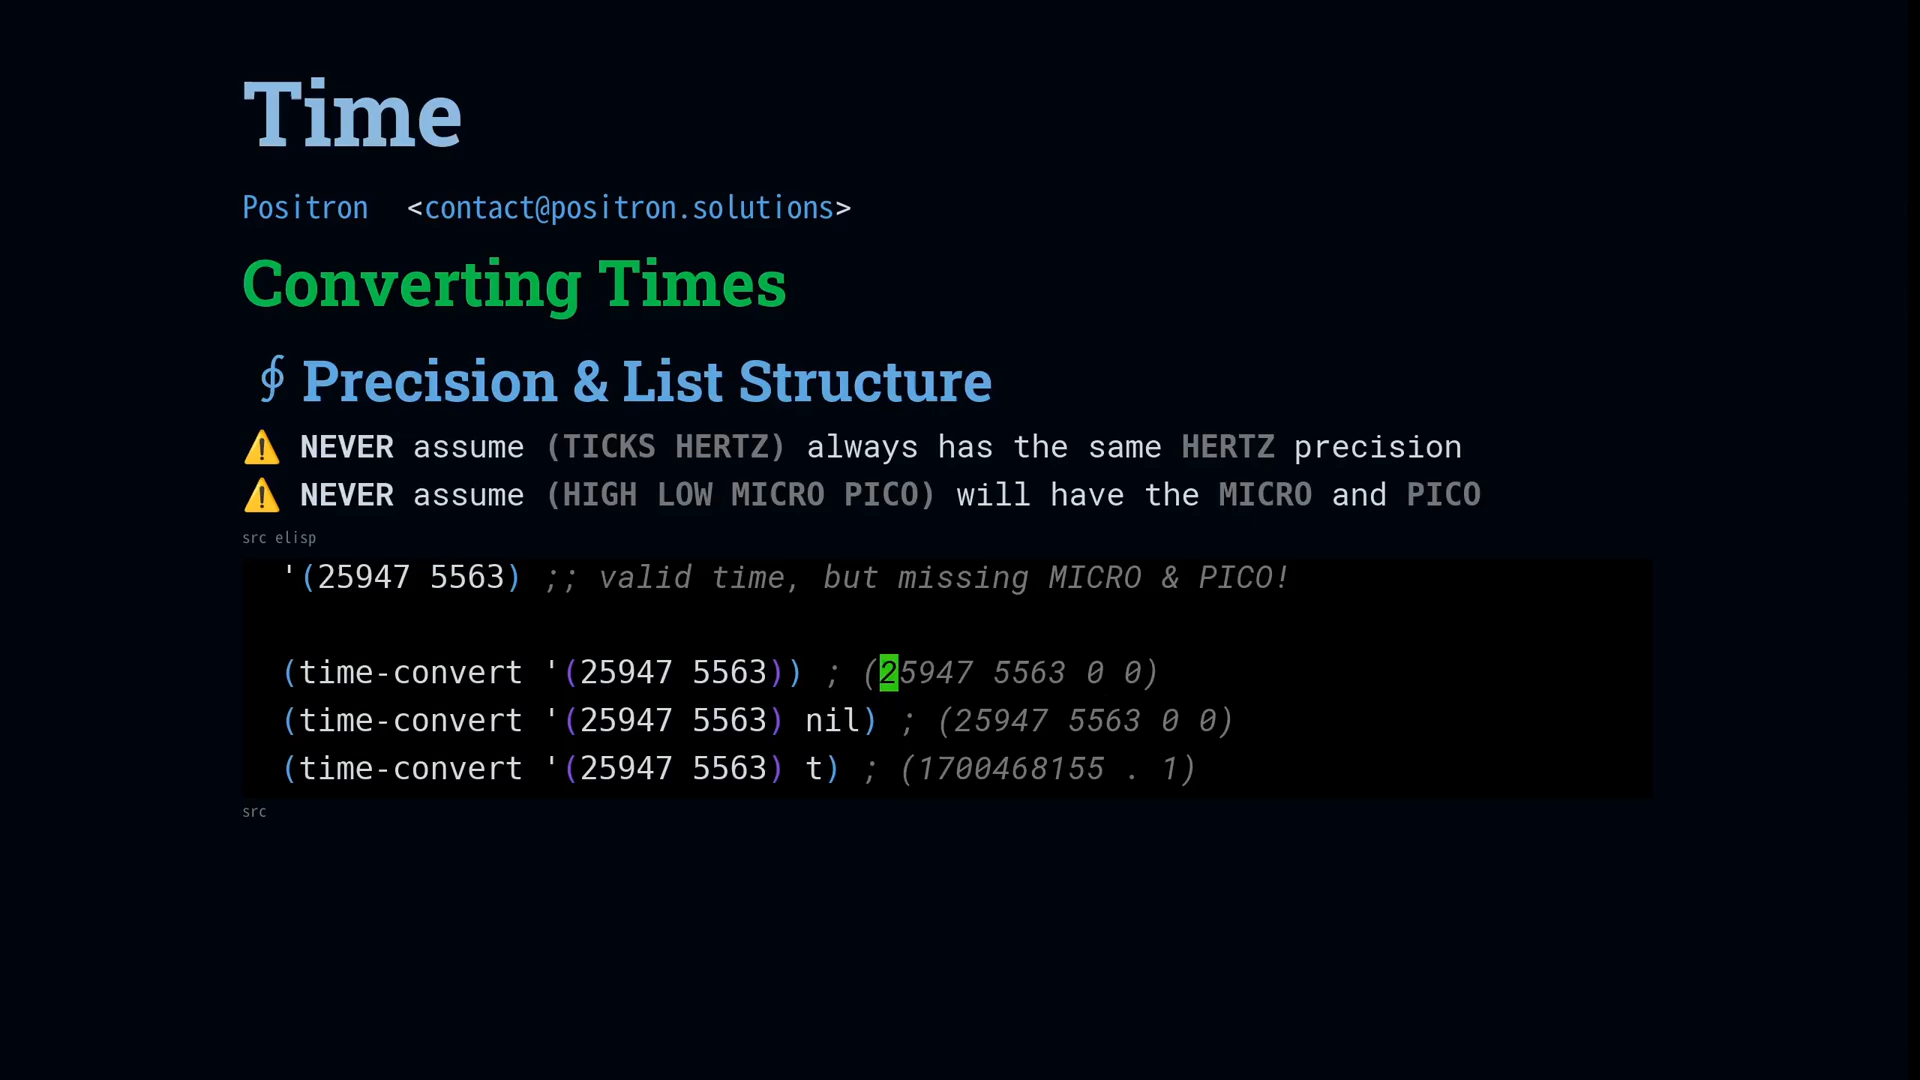 Time
Positron <contact@positron.solutions>
Converting Times
∮ Precision & List Structure
⚠️ NEVER assume (TICKS HERTZ) always has the same HERTZ precision
⚠️ NEVER assume (HIGH LOW MICRO PICO) will have the MICRO and PICO
src elisp
'(25947 5563) ;; valid time, but missing MICRO & PICO!
(time-convert '(25947 5563)) ; (25947 5563 0 0)
(time-convert '(25947 5563) nil) ; (25947 5563 0 0)
(time-convert '(25947 5563) t) ; (1700468155 . 1)
src